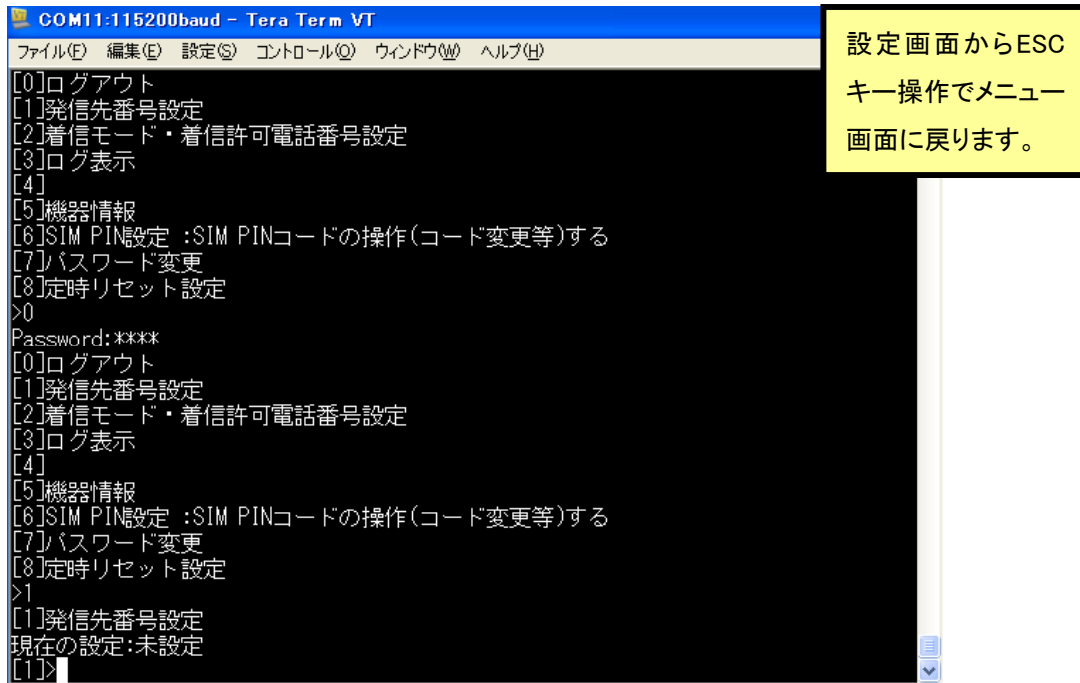 COM11:115200baud - Tera Term VT
ファイル(F) 編集(E) 設定(S) コントロール(O) ウィンドウ(W) ヘルプ(H)
設定画面からESC
キー操作でメニュー
画面に戻ります。
[0]ログアウト
[1]発信先番号設定
[2]着信モード・着信許可電話番号設定
[3]ログ表示
[4]
[5]機器情報
[6]SIM PIN設定 :SIM PINコードの操作(コード変更等)する
[7]パスワード変更
[8]定時リセット設定
>0
Password:****
[0]ログアウト
[1]発信先番号設定
[2]着信モード・着信許可電話番号設定
[3]ログ表示
[4]
[5]機器情報
[6]SIM PIN設定 :SIM PINコードの操作(コード変更等)する
[7]パスワード変更
[8]定時リセット設定
>1
[1]発信先番号設定
現在の設定:未設定
[1]>